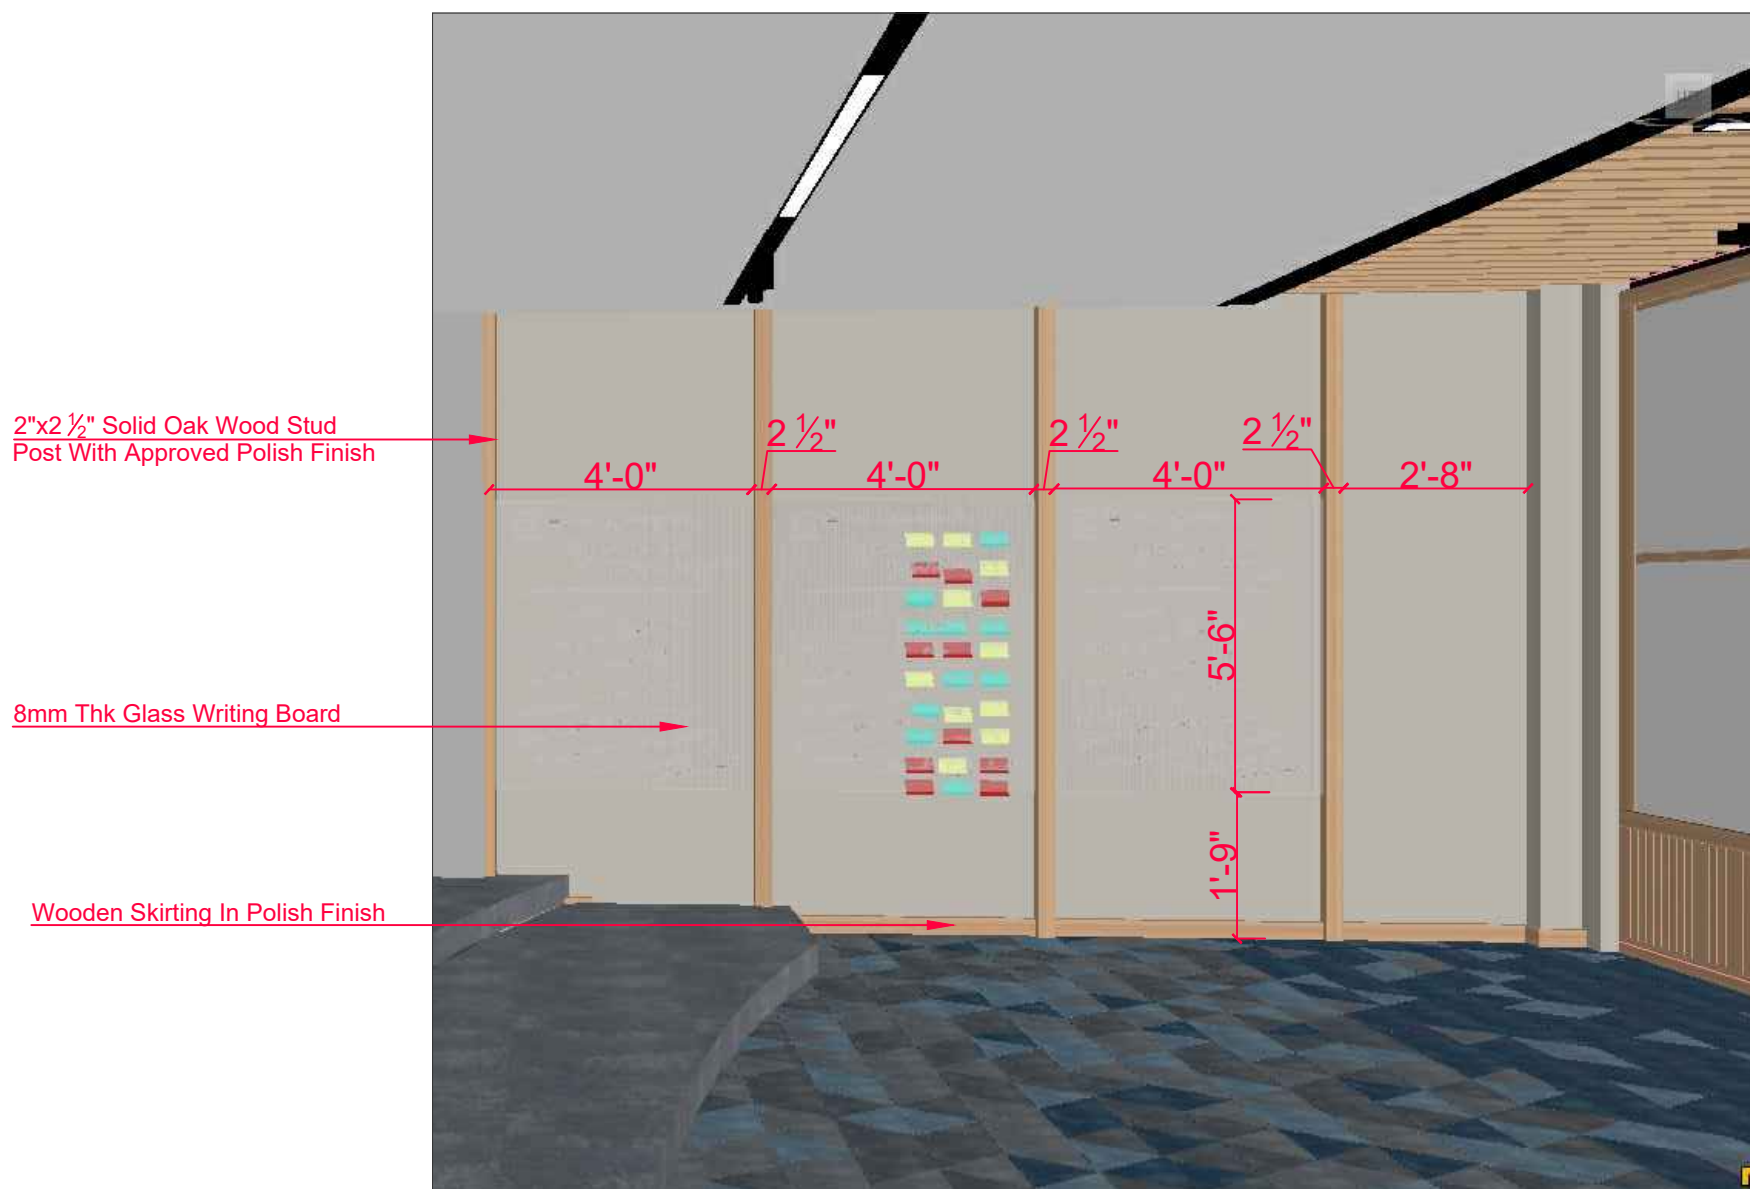 2"x2 ½" Solid Oak Wood Stud
Post With Approved Polish Finish
2 ½"
2 ½"
2 ½"
4'-0"
4'-0"
4'-0"
2'-8"
5'-6"
8mm Thk Glass Writing Board
1'-9"
Wooden Skirting In Polish Finish